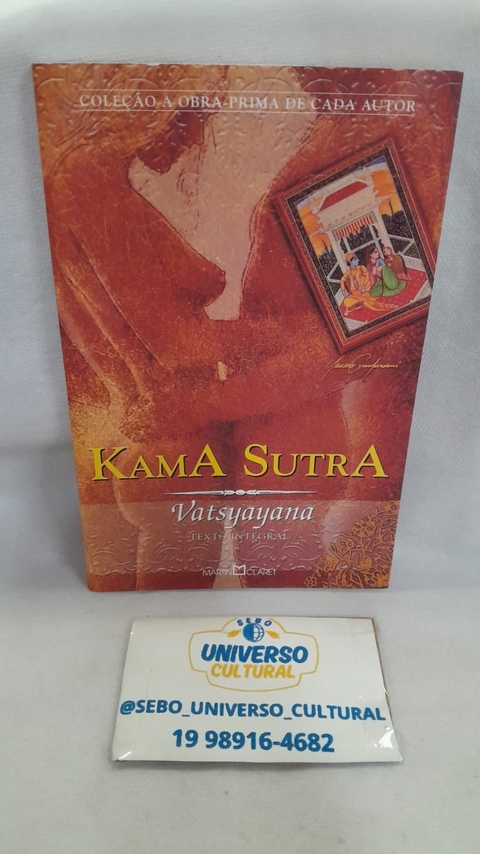 COLEÇÃO A OBRA-PRIMA DE CADA AUTOR
KAMA SUTRA
Vatsyayana
TEXTO INTEGRAL
MARTIN CLARET
SEBO
UNIVERSO
CULTURAL
@SEBO_UNIVERSO_CULTURAL
19 98916-4682